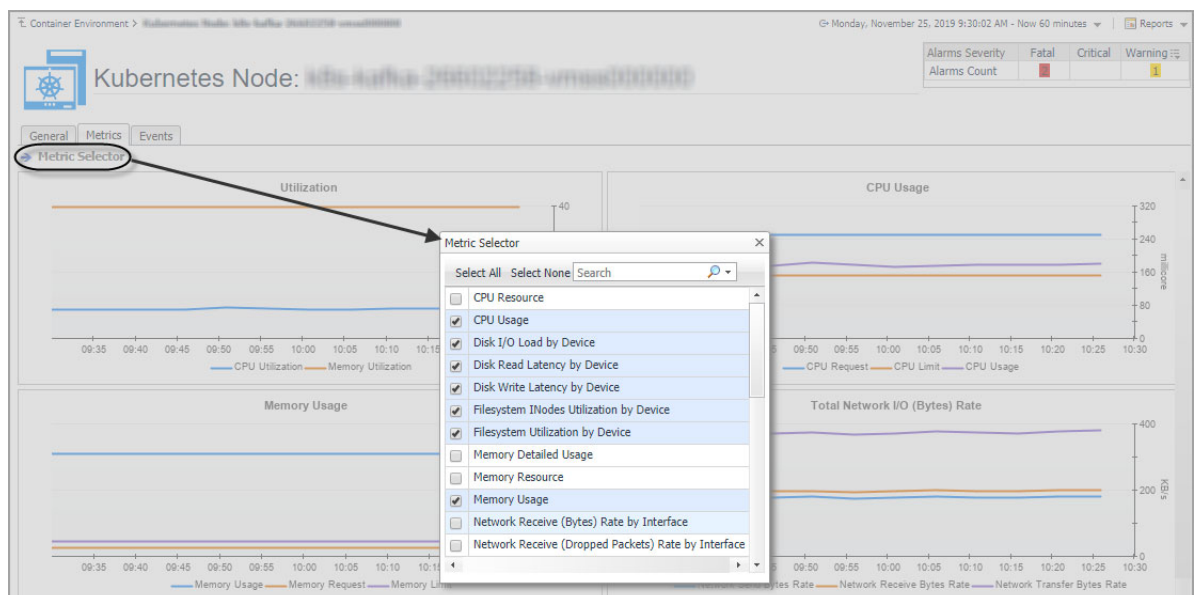 Container Environment >
Monday, November 25, 2019 9:30:02 AM - Now 60 minutes
Reports
Kubernetes Node:
Alarms Severity Fatal Critical Warning
Alarms Count 2 1
General Metrics Events
Metric Selector
Utilization
40
09:35 09:40 09:45 09:50 09:55 10:00 10:05 10:10 10:15
CPU Utilization Memory Utilization
CPU Usage
320
240
160
80
0
millicore
09:50 09:55 10:00 10:05 10:10 10:15 10:20 10:25 10:30
CPU Request CPU Limit CPU Usage
Metric Selector
Select All Select None Search
CPU Resource
CPU Usage
Disk I/O Load by Device
Disk Read Latency by Device
Disk Write Latency by Device
Filesystem INodes Utilization by Device
Filesystem Utilization by Device
Memory Detailed Usage
Memory Resource
Memory Usage
Network Receive (Bytes) Rate by Interface
Network Receive (Dropped Packets) Rate by Interface
Memory Usage
09:35 09:40 09:45 09:50 09:55 10:00 10:05 10:10
Memory Usage Memory Request Memory
Total Network I/O (Bytes) Rate
400
200
0
KB/s
09:50 09:55 10:00 10:05 10:10 10:15 10:20 10:25 10:30
Bytes Rate Network Receive Bytes Rate Network Transfer Bytes Rate